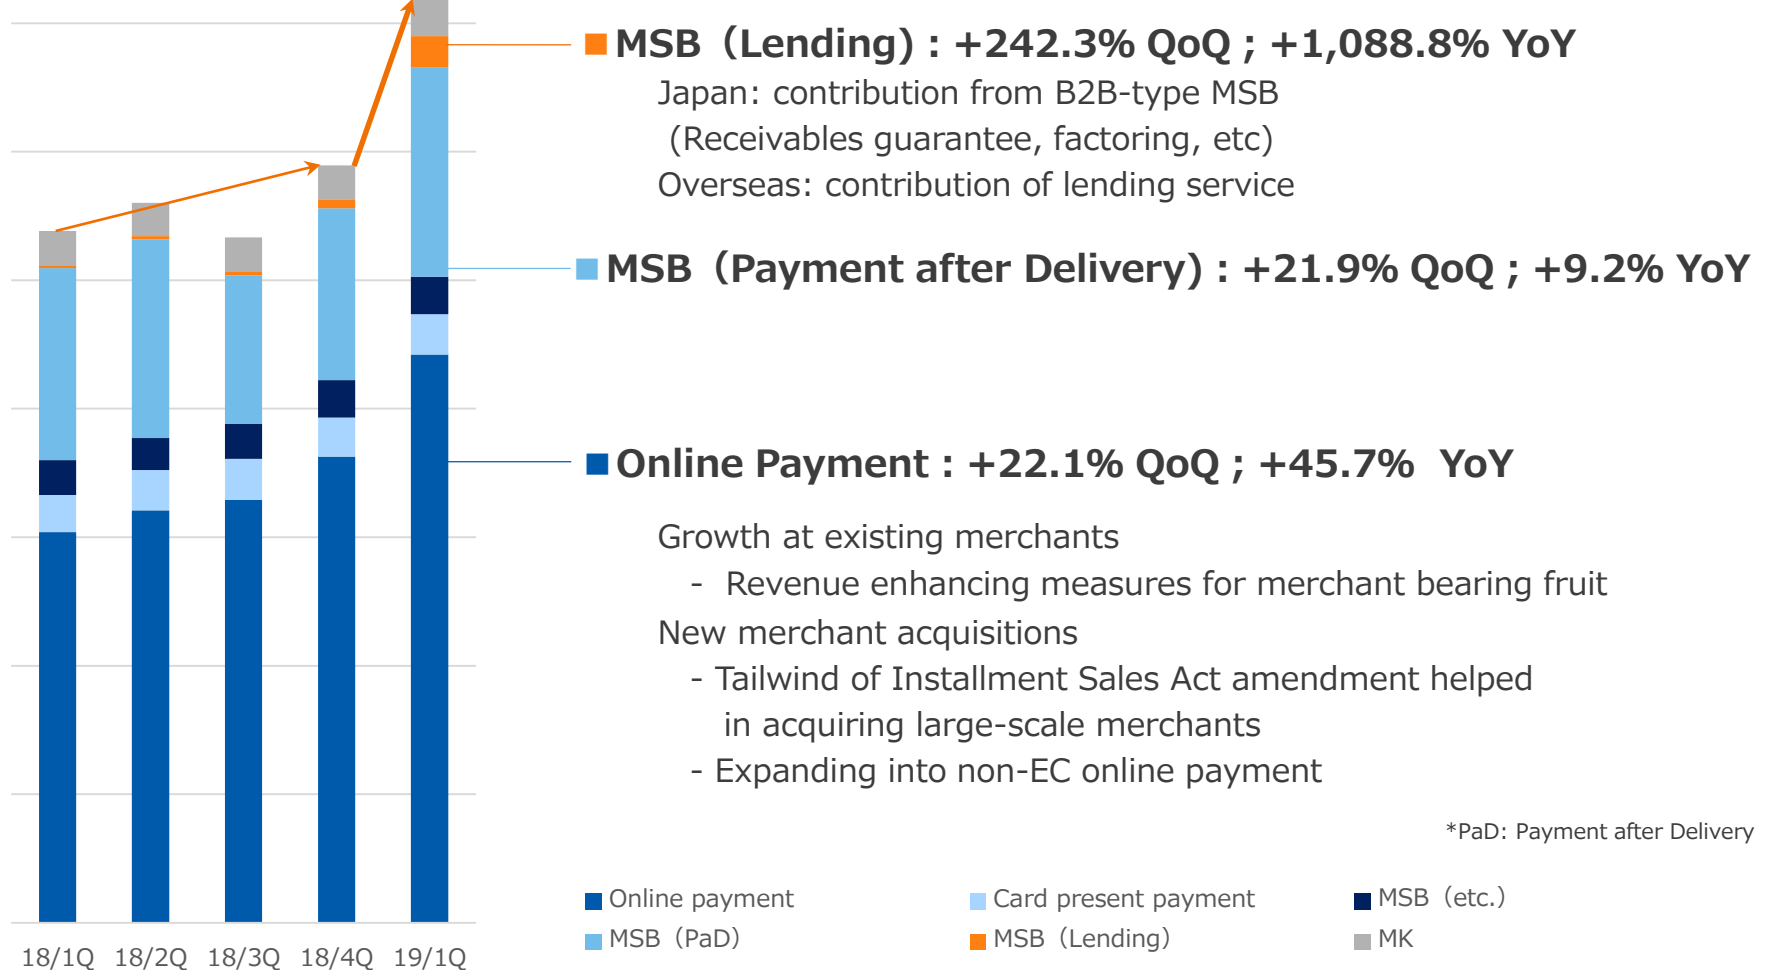 ■MSB（Lending）: +242.3% QoQ ; +1,088.8% YoY
Japan: contribution from B2B-type MSB
(Receivables guarantee, factoring, etc)
Overseas: contribution of lending service
■MSB（Payment after Delivery）: +21.9% QoQ ; +9.2% YoY
■Online Payment : +22.1% QoQ ; +45.7% YoY
Growth at existing merchants
- Revenue enhancing measures for merchant bearing fruit
New merchant acquisitions
- Tailwind of Installment Sales Act amendment helped
in acquiring large-scale merchants
- Expanding into non-EC online payment
*PaD: Payment after Delivery
Online payment
Card present payment
MSB（etc.）
MSB（PaD）
MSB（Lending）
MK
18/1Q 18/2Q 18/3Q 18/4Q 19/1Q